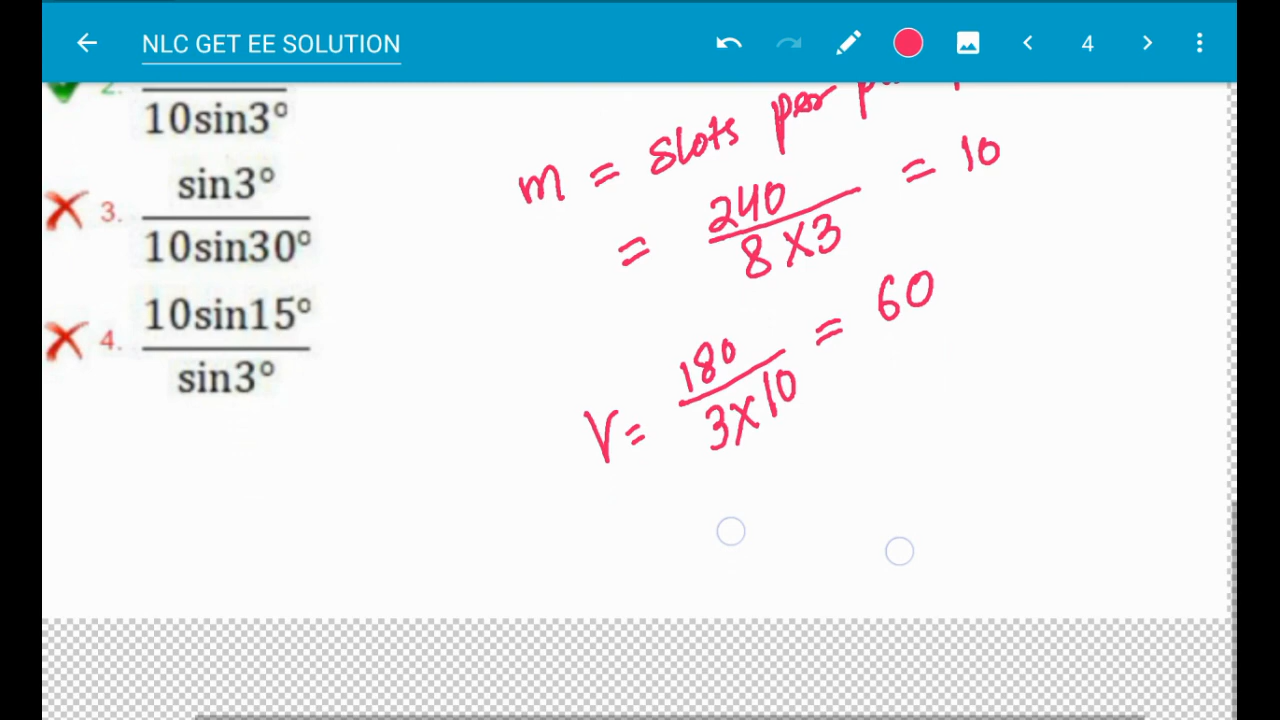 NLC GET EE SOLUTION 4
2.
10sin3°
3. sin3°
10sin30°
4. 10sin15°
sin3°
m = slots per
= 240 = 10
8 × 3
γ = 180 = 60
3 × 10